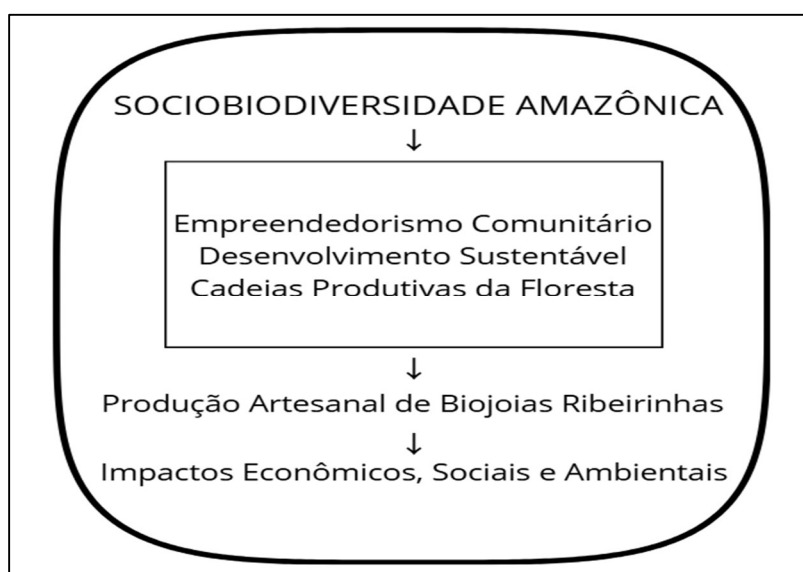 SOCIOBIODIVERSIDADE AMAZÔNICA
↓
Empreendedorismo Comunitário
Desenvolvimento Sustentável
Cadeias Produtivas da Floresta
↓
Produção Artesanal de Biojoias Ribeirinhas
↓
Impactos Econômicos, Sociais e Ambientais